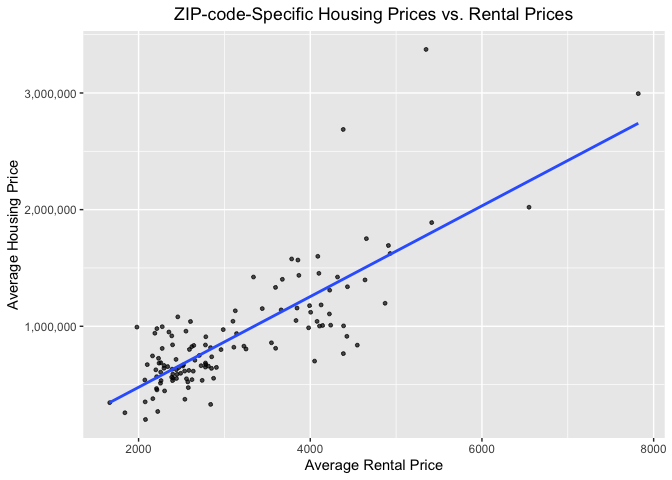 ZIP-code-Specific Housing Prices vs. Rental Prices
Average Housing Price
3,000,000
2,000,000
1,000,000
2000 4000 6000 8000
Average Rental Price